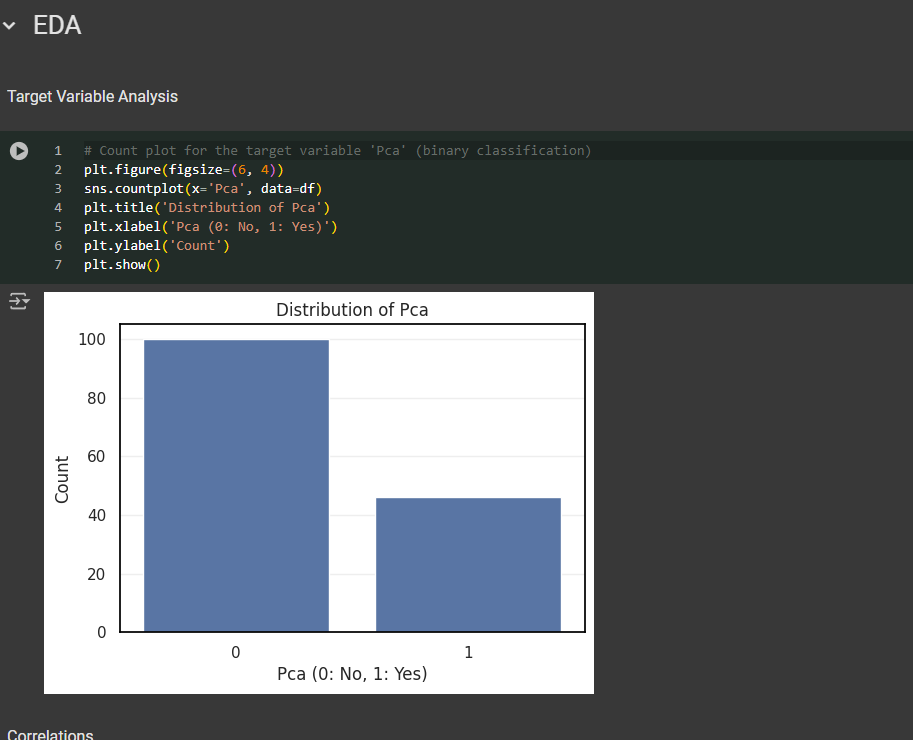 EDA
Target Variable Analysis
1 # Count plot for the target variable 'Pca' (binary classification)
2 plt.figure(figsize=(6, 4))
3 sns.countplot(x='Pca', data=df)
4 plt.title('Distribution of Pca')
5 plt.xlabel('Pca (0: No, 1: Yes)')
6 plt.ylabel('Count')
7 plt.show()
Distribution of Pca
100
80
60
40
20
0
Count
0 1
Pca (0: No, 1: Yes)
Correlations